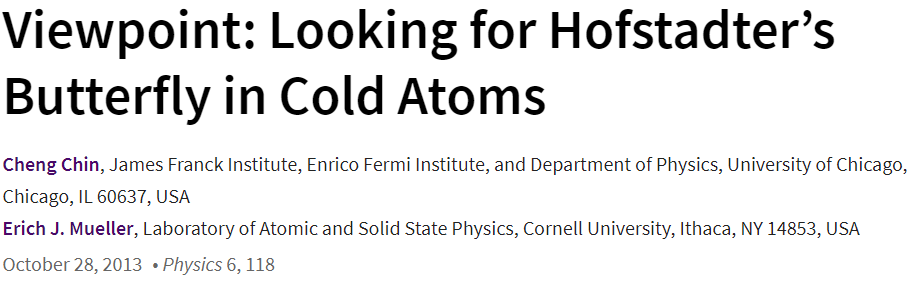 Viewpoint: Looking for Hofstadter’s
Butterfly in Cold Atoms
Cheng Chin, James Franck Institute, Enrico Fermi Institute, and Department of Physics, University of Chicago,
Chicago, IL 60637, USA
Erich J. Mueller, Laboratory of Atomic and Solid State Physics, Cornell University, Ithaca, NY 14853, USA
October 28, 2013 • Physics 6, 118